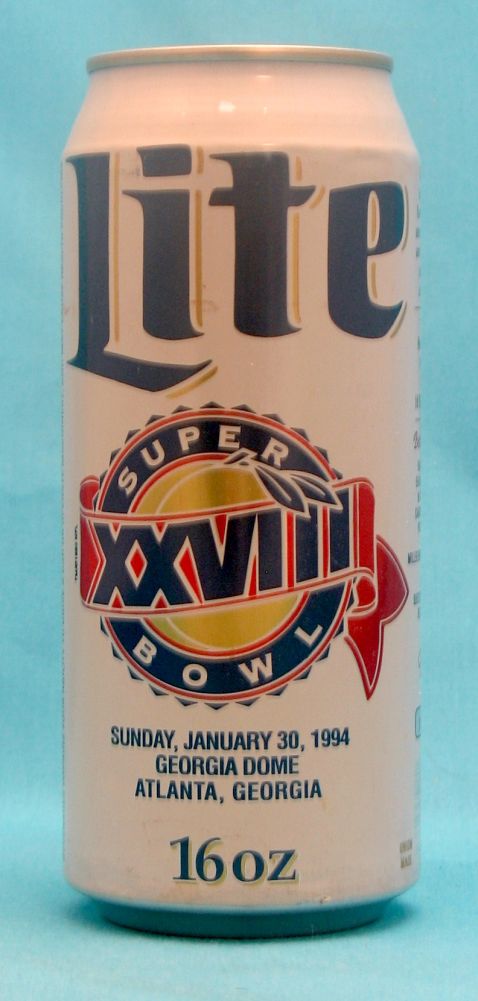 Lite
SUPER
XXVIII
BOWL
SUNDAY, JANUARY 30, 1994
GEORGIA DOME
ATLANTA, GEORGIA
16 OZ